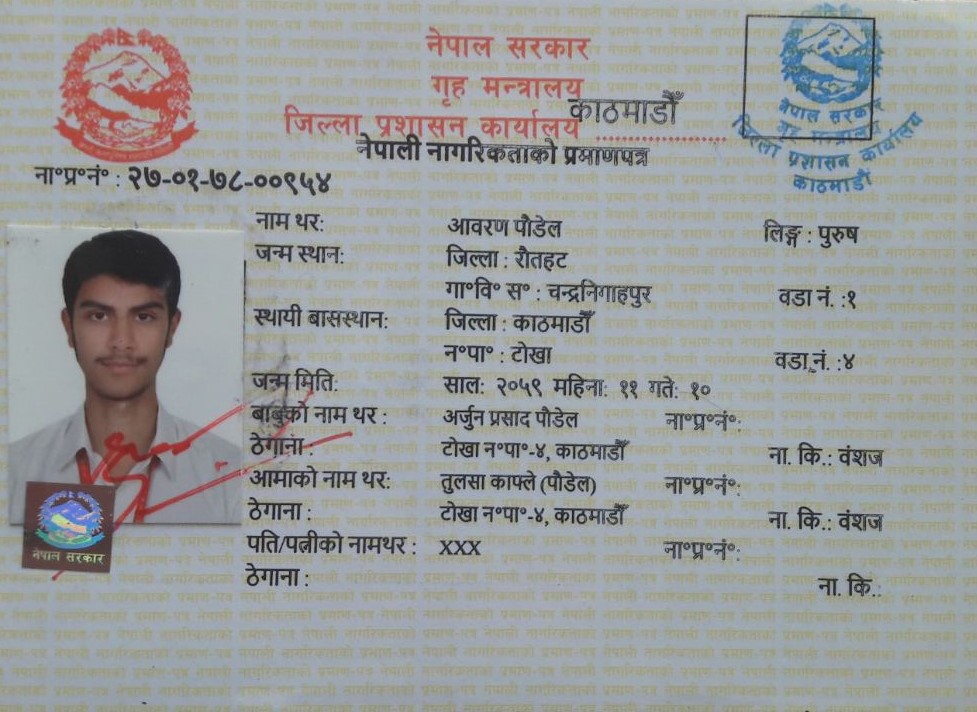 नेपाल सरकार
गृह मन्त्रालय
जिल्ला प्रशासन कार्यालय काठमाडौँ
नेपाली नागरिकताको प्रमाणपत्र
नेपाल सरकार
गृह मन्त्रालय
जिल्ला प्रशासन कार्यालय
काठमाडौँ
ना॰प्र॰नं॰ : २७-०१-७८-००९५४
नाम थर: आवरण पौडेल लिङ्ग : पुरुष
जन्म स्थान: जिल्ला : रौतहट
गा॰वि॰ स॰ : चन्द्रनिगाहपुर वडा नं. :१
स्थायी बासस्थान: जिल्ला : काठमाडौँ
न॰पा॰ : टोखा वडा नं. :४
जन्म मिति: साल: २०५९ महिना: ११ गते: १०
बाबुको नाम थर : अर्जुन प्रसाद पौडेल ना॰प्र॰नं॰:
ठेगाना : टोखा न॰पा॰-४, काठमाडौँ ना. कि.: वंशज
आमाको नाम थर: तुलसा काफ्ले (पौडेल) ना॰प्र॰नं॰:
ठेगाना : टोखा न॰पा॰-४, काठमाडौँ ना. कि.: वंशज
पति/पत्नीको नामथर : XXX ना॰प्र॰नं॰:
ठेगाना : ना. कि.:
नेपाल सरकार